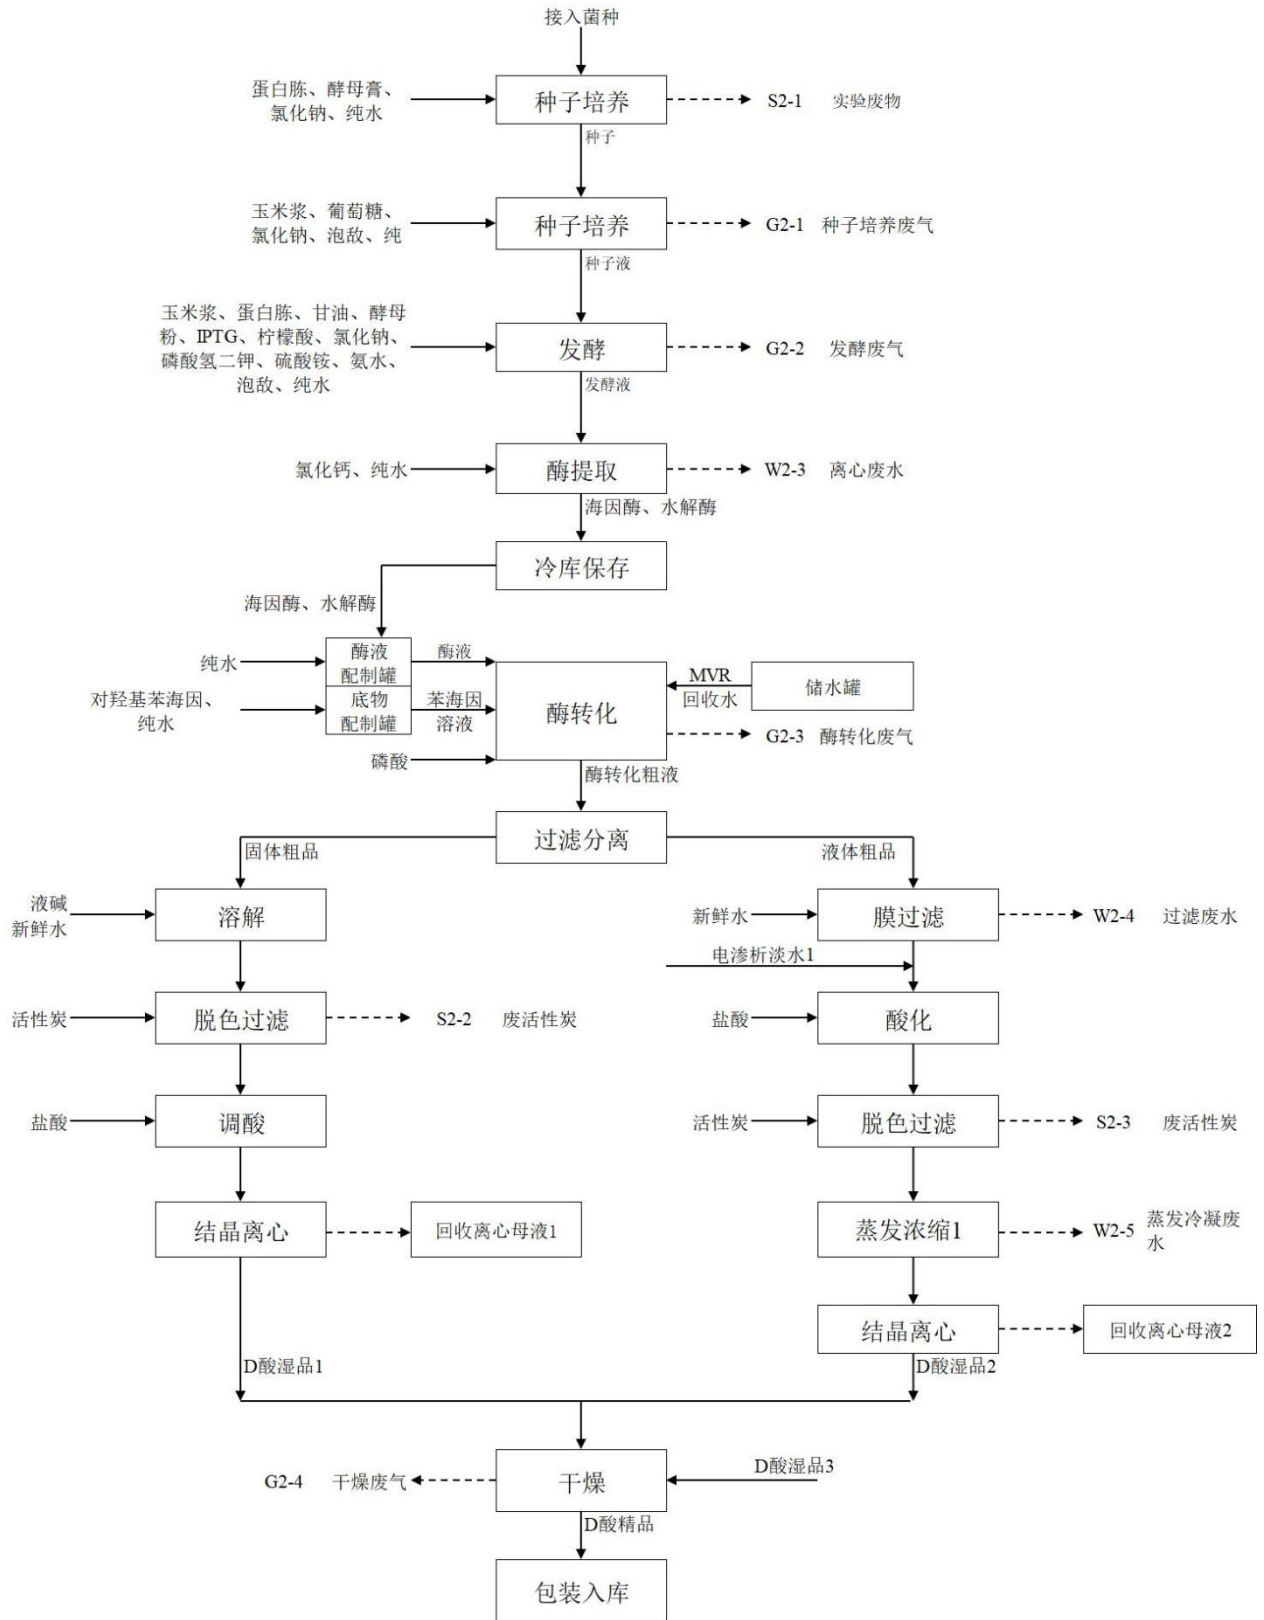 接入菌种
蛋白胨、酵母膏、
氯化钠、纯水
种子培养
S2-1 实验废物
种子
玉米浆、葡萄糖、
氯化钠、泡敌、纯
种子培养
G2-1 种子培养废气
种子液
玉米浆、蛋白胨、甘油、酵母
粉、IPTG、柠檬酸、氯化钠、
磷酸氢二钾、硫酸铵、氨水、
泡敌、纯水
发酵
G2-2 发酵废气
发酵液
氯化钙、纯水
酶提取
W2-3 离心废水
海因酶、水解酶
冷库保存
海因酶、水解酶
纯水
酶液
配制罐
酶液
对羟基苯海因、
纯水
底物
配制罐
苯海因
溶液
磷酸
酶转化
MVR
回收水
储水罐
G2-3 酶转化废气
酶转化粗液
过滤分离
固体粗品
液体粗品
液碱
新鲜水
溶解
新鲜水
膜过滤
W2-4 过滤废水
电渗析淡水1
活性炭
脱色过滤
S2-2 废活性炭
盐酸
酸化
盐酸
调酸
活性炭
脱色过滤
S2-3 废活性炭
结晶离心
回收离心母液1
蒸发浓缩1
W2-5 蒸发冷凝废
水
结晶离心
回收离心母液2
D酸湿品1
D酸湿品2
G2-4 干燥废气
干燥
D酸湿品3
D酸精品
包装入库